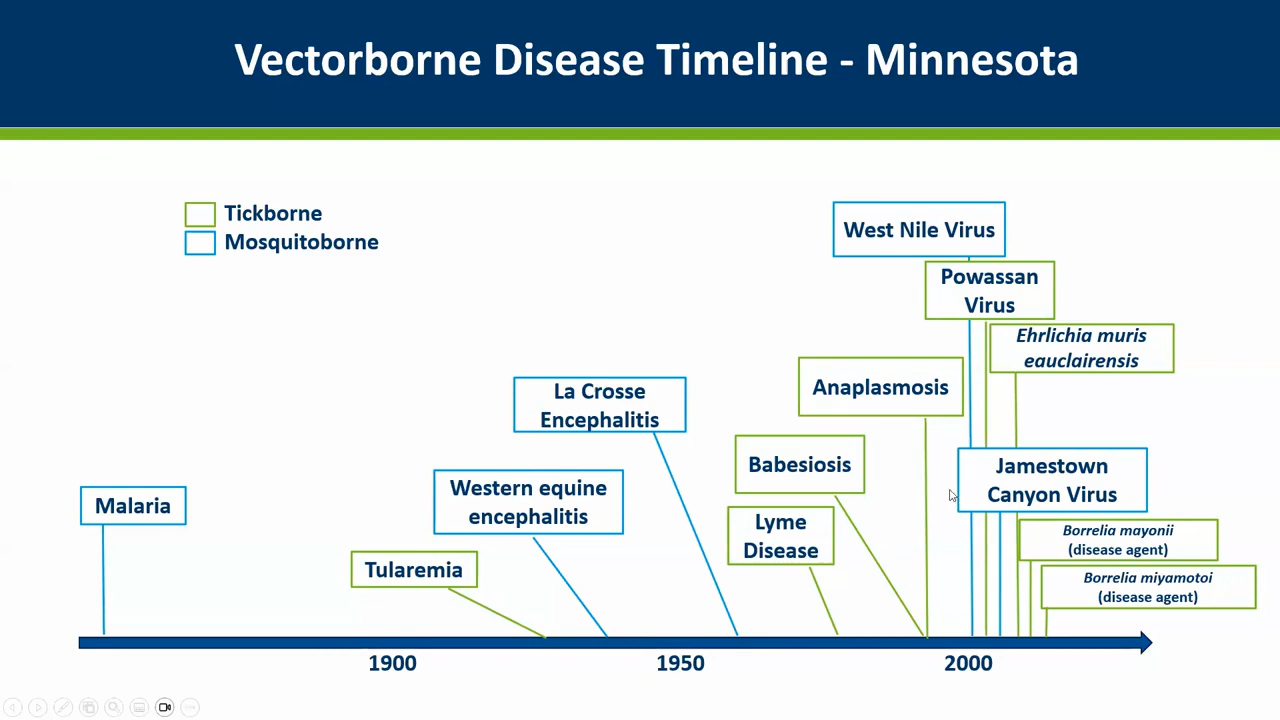 Vectorborne Disease Timeline - Minnesota
Tickborne
Mosquitoborne
West Nile Virus
Powassan
Virus
Ehrlichia muris
eauclairensis
La Crosse
Encephalitis
Anaplasmosis
Babesiosis
Jamestown
Canyon Virus
Malaria
Western equine
encephalitis
Lyme
Disease
Borrelia mayonii
(disease agent)
Tularemia
Borrelia miyamotoi
(disease agent)
1900
1950
2000